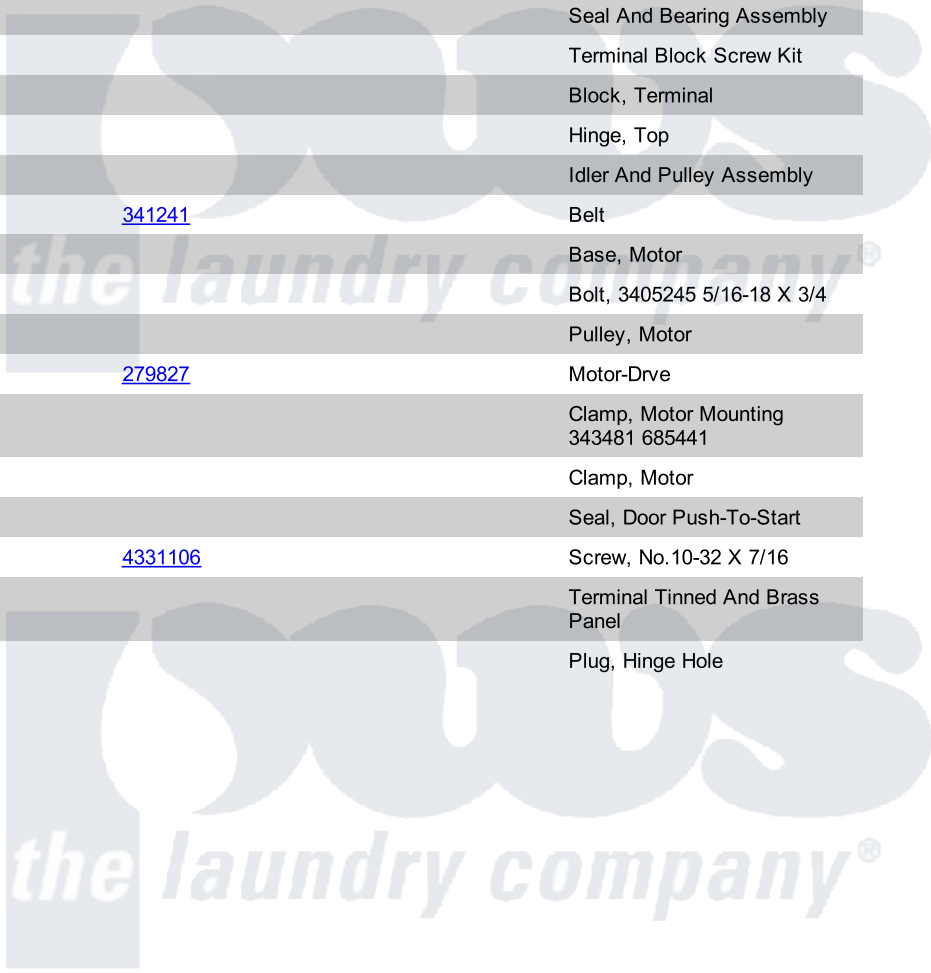 Seal And Bearing Assembly
Terminal Block Screw Kit
Block, Terminal
Hinge, Top
Idler And Pulley Assembly
341241 Belt
Base, Motor
Bolt, 3405245 5/16-18 X 3/4
Pulley, Motor
279827 Motor-Drve
Clamp, Motor Mounting
343481 685441
Clamp, Motor
Seal, Door Push-To-Start
4331106 Screw, No.10-32 X 7/16
Terminal Tinned And Brass
Panel
Plug, Hinge Hole
pws
the laundry company®
pws
the laundry company®